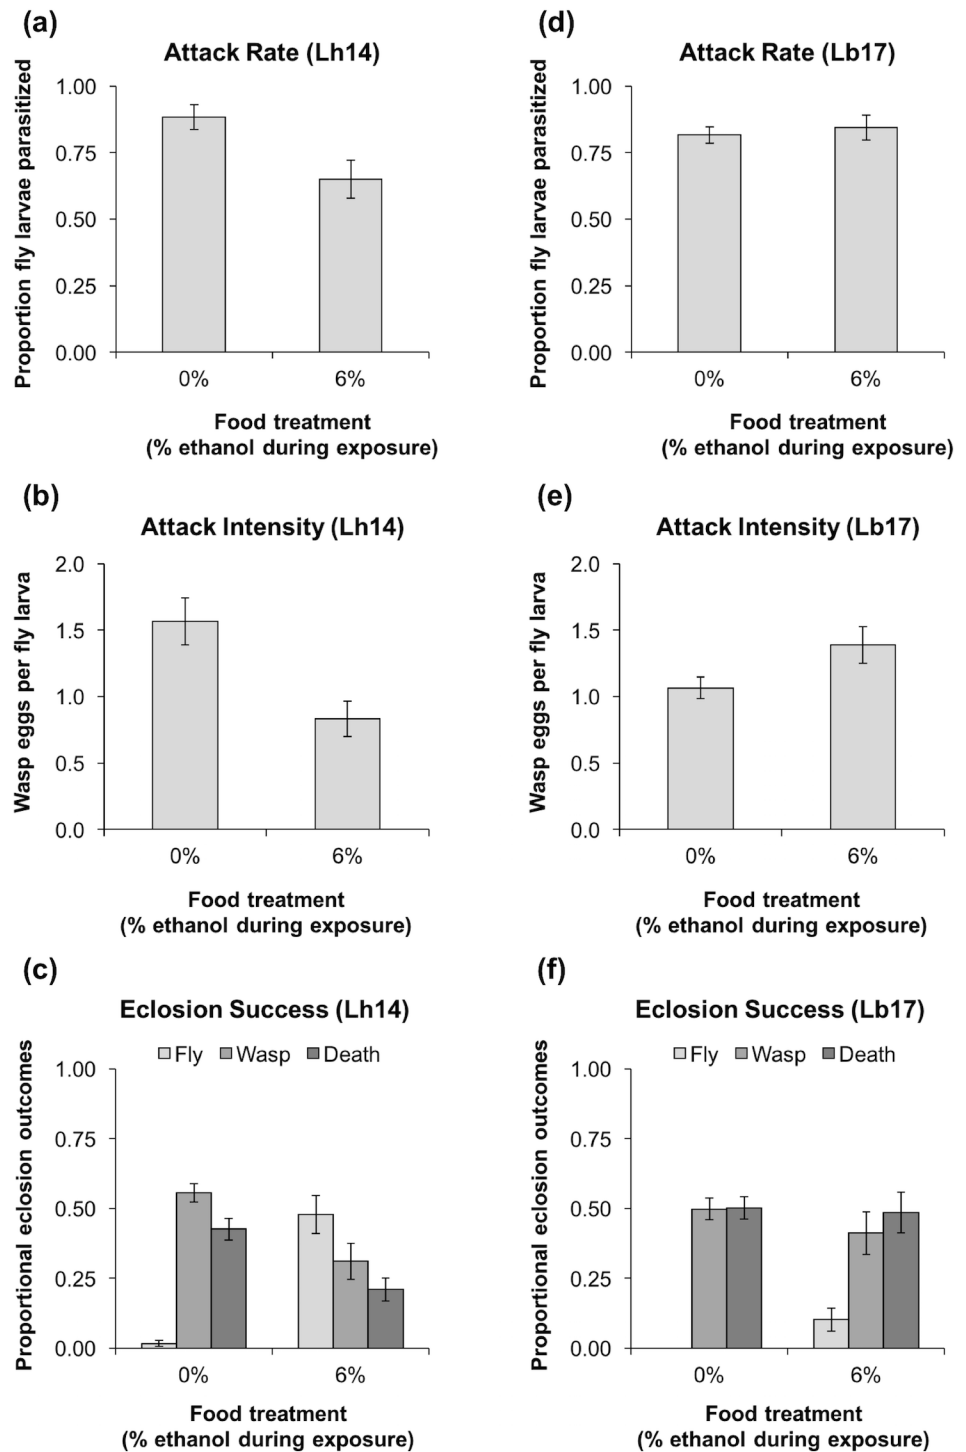 (a)
Attack Rate (Lh14)
Proportion fly larvae parasitized
1.00
0.75
0.50
0.25
0.00
0%
6%
Food treatment
(% ethanol during exposure)
(d)
Attack Rate (Lb17)
Proportion fly larvae parasitized
1.00
0.75
0.50
0.25
0.00
0%
6%
Food treatment
(% ethanol during exposure)
(b)
Attack Intensity (Lh14)
Wasp eggs per fly larva
2.0
1.5
1.0
0.5
0.0
0%
6%
Food treatment
(% ethanol during exposure)
(e)
Attack Intensity (Lb17)
Wasp eggs per fly larva
2.0
1.5
1.0
0.5
0.0
0%
6%
Food treatment
(% ethanol during exposure)
(c)
Eclosion Success (Lh14)
Fly Wasp Death
Proportional eclosion outcomes
1.00
0.75
0.50
0.25
0.00
0%
6%
Food treatment
(% ethanol during exposure)
(f)
Eclosion Success (Lb17)
Fly Wasp Death
Proportional eclosion outcomes
1.00
0.75
0.50
0.25
0.00
0%
6%
Food treatment
(% ethanol during exposure)